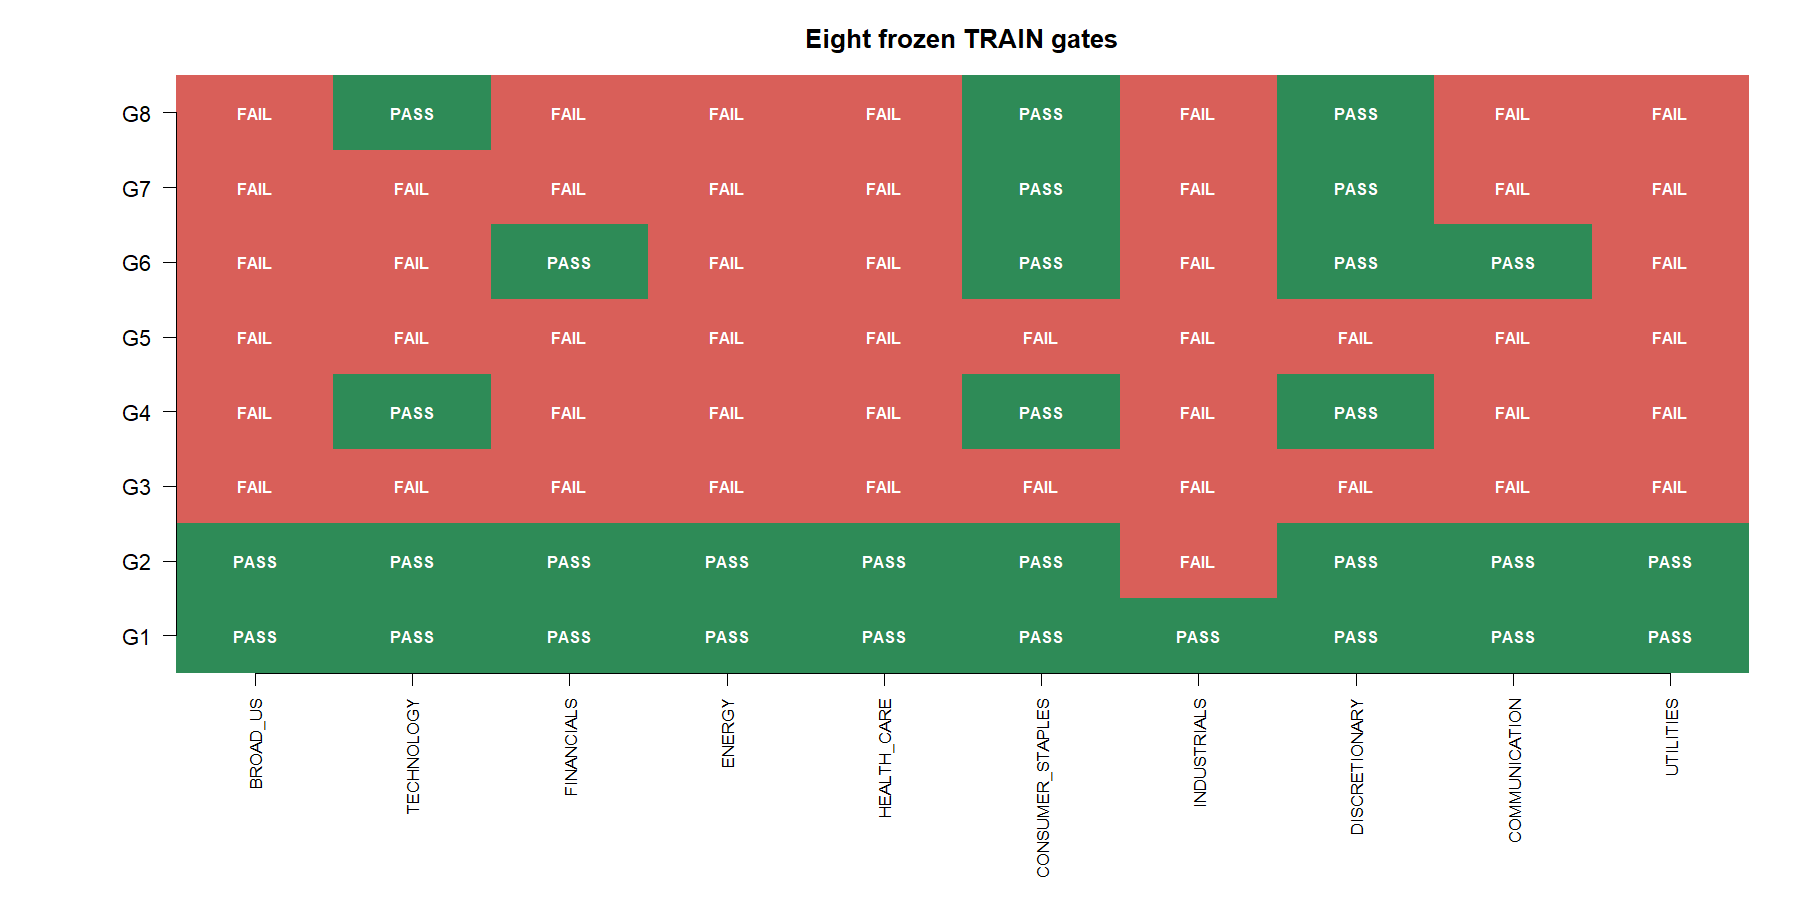 Eight frozen TRAIN gates
G8 FAIL PASS FAIL FAIL FAIL PASS FAIL PASS FAIL FAIL
G7 FAIL FAIL FAIL FAIL FAIL PASS FAIL PASS FAIL FAIL
G6 FAIL FAIL PASS FAIL FAIL PASS FAIL PASS PASS FAIL
G5 FAIL FAIL FAIL FAIL FAIL FAIL FAIL FAIL FAIL FAIL
G4 FAIL PASS FAIL FAIL FAIL PASS FAIL PASS FAIL FAIL
G3 FAIL FAIL FAIL FAIL FAIL FAIL FAIL FAIL FAIL FAIL
G2 PASS PASS PASS PASS PASS PASS FAIL PASS PASS PASS
G1 PASS PASS PASS PASS PASS PASS PASS PASS PASS PASS
BROAD_US
TECHNOLOGY
FINANCIALS
ENERGY
HEALTH_CARE
CONSUMER_STAPLES
INDUSTRIALS
DISCRETIONARY
COMMUNICATION
UTILITIES